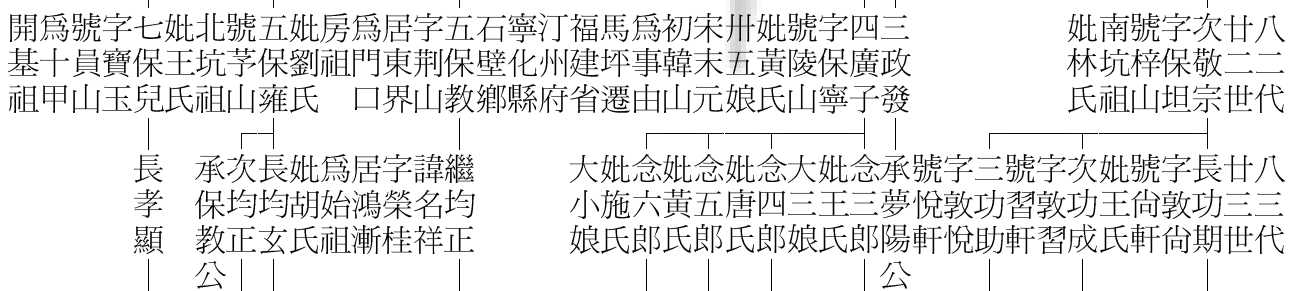 八二代
廿二世
次敬宗
字保坦
號梓山
南坑祖
妣林氏
三政發
四廣子
字保寧
號陵山
妣黃氏
卅五娘
宋末元
初韓山
爲事由
馬坪遷
福建省
汀州府
寧化縣
石壁鄉
五保教
字荆山
居東界
爲門口
房祖
妣劉氏
五保雍
號芧山
北坑祖
妣王氏
七保兒
字寶玉
號員山
爲十甲
開基祖
八三代
廿三世
長功期
字敦尙
號尙軒
妣王氏
次功成
字敦習
號習軒
三功助
字敦悅
號悅軒
承夢陽公
念三郎
妣王氏
大三娘
念四郎
妣唐氏
念五郎
妣黃氏
念六郎
妣施氏
大小娘
繼均正
諱名祥
字榮桂
居鴻漸
爲始祖
妣胡氏
長均玄
次均正
承保教公
長孝顯